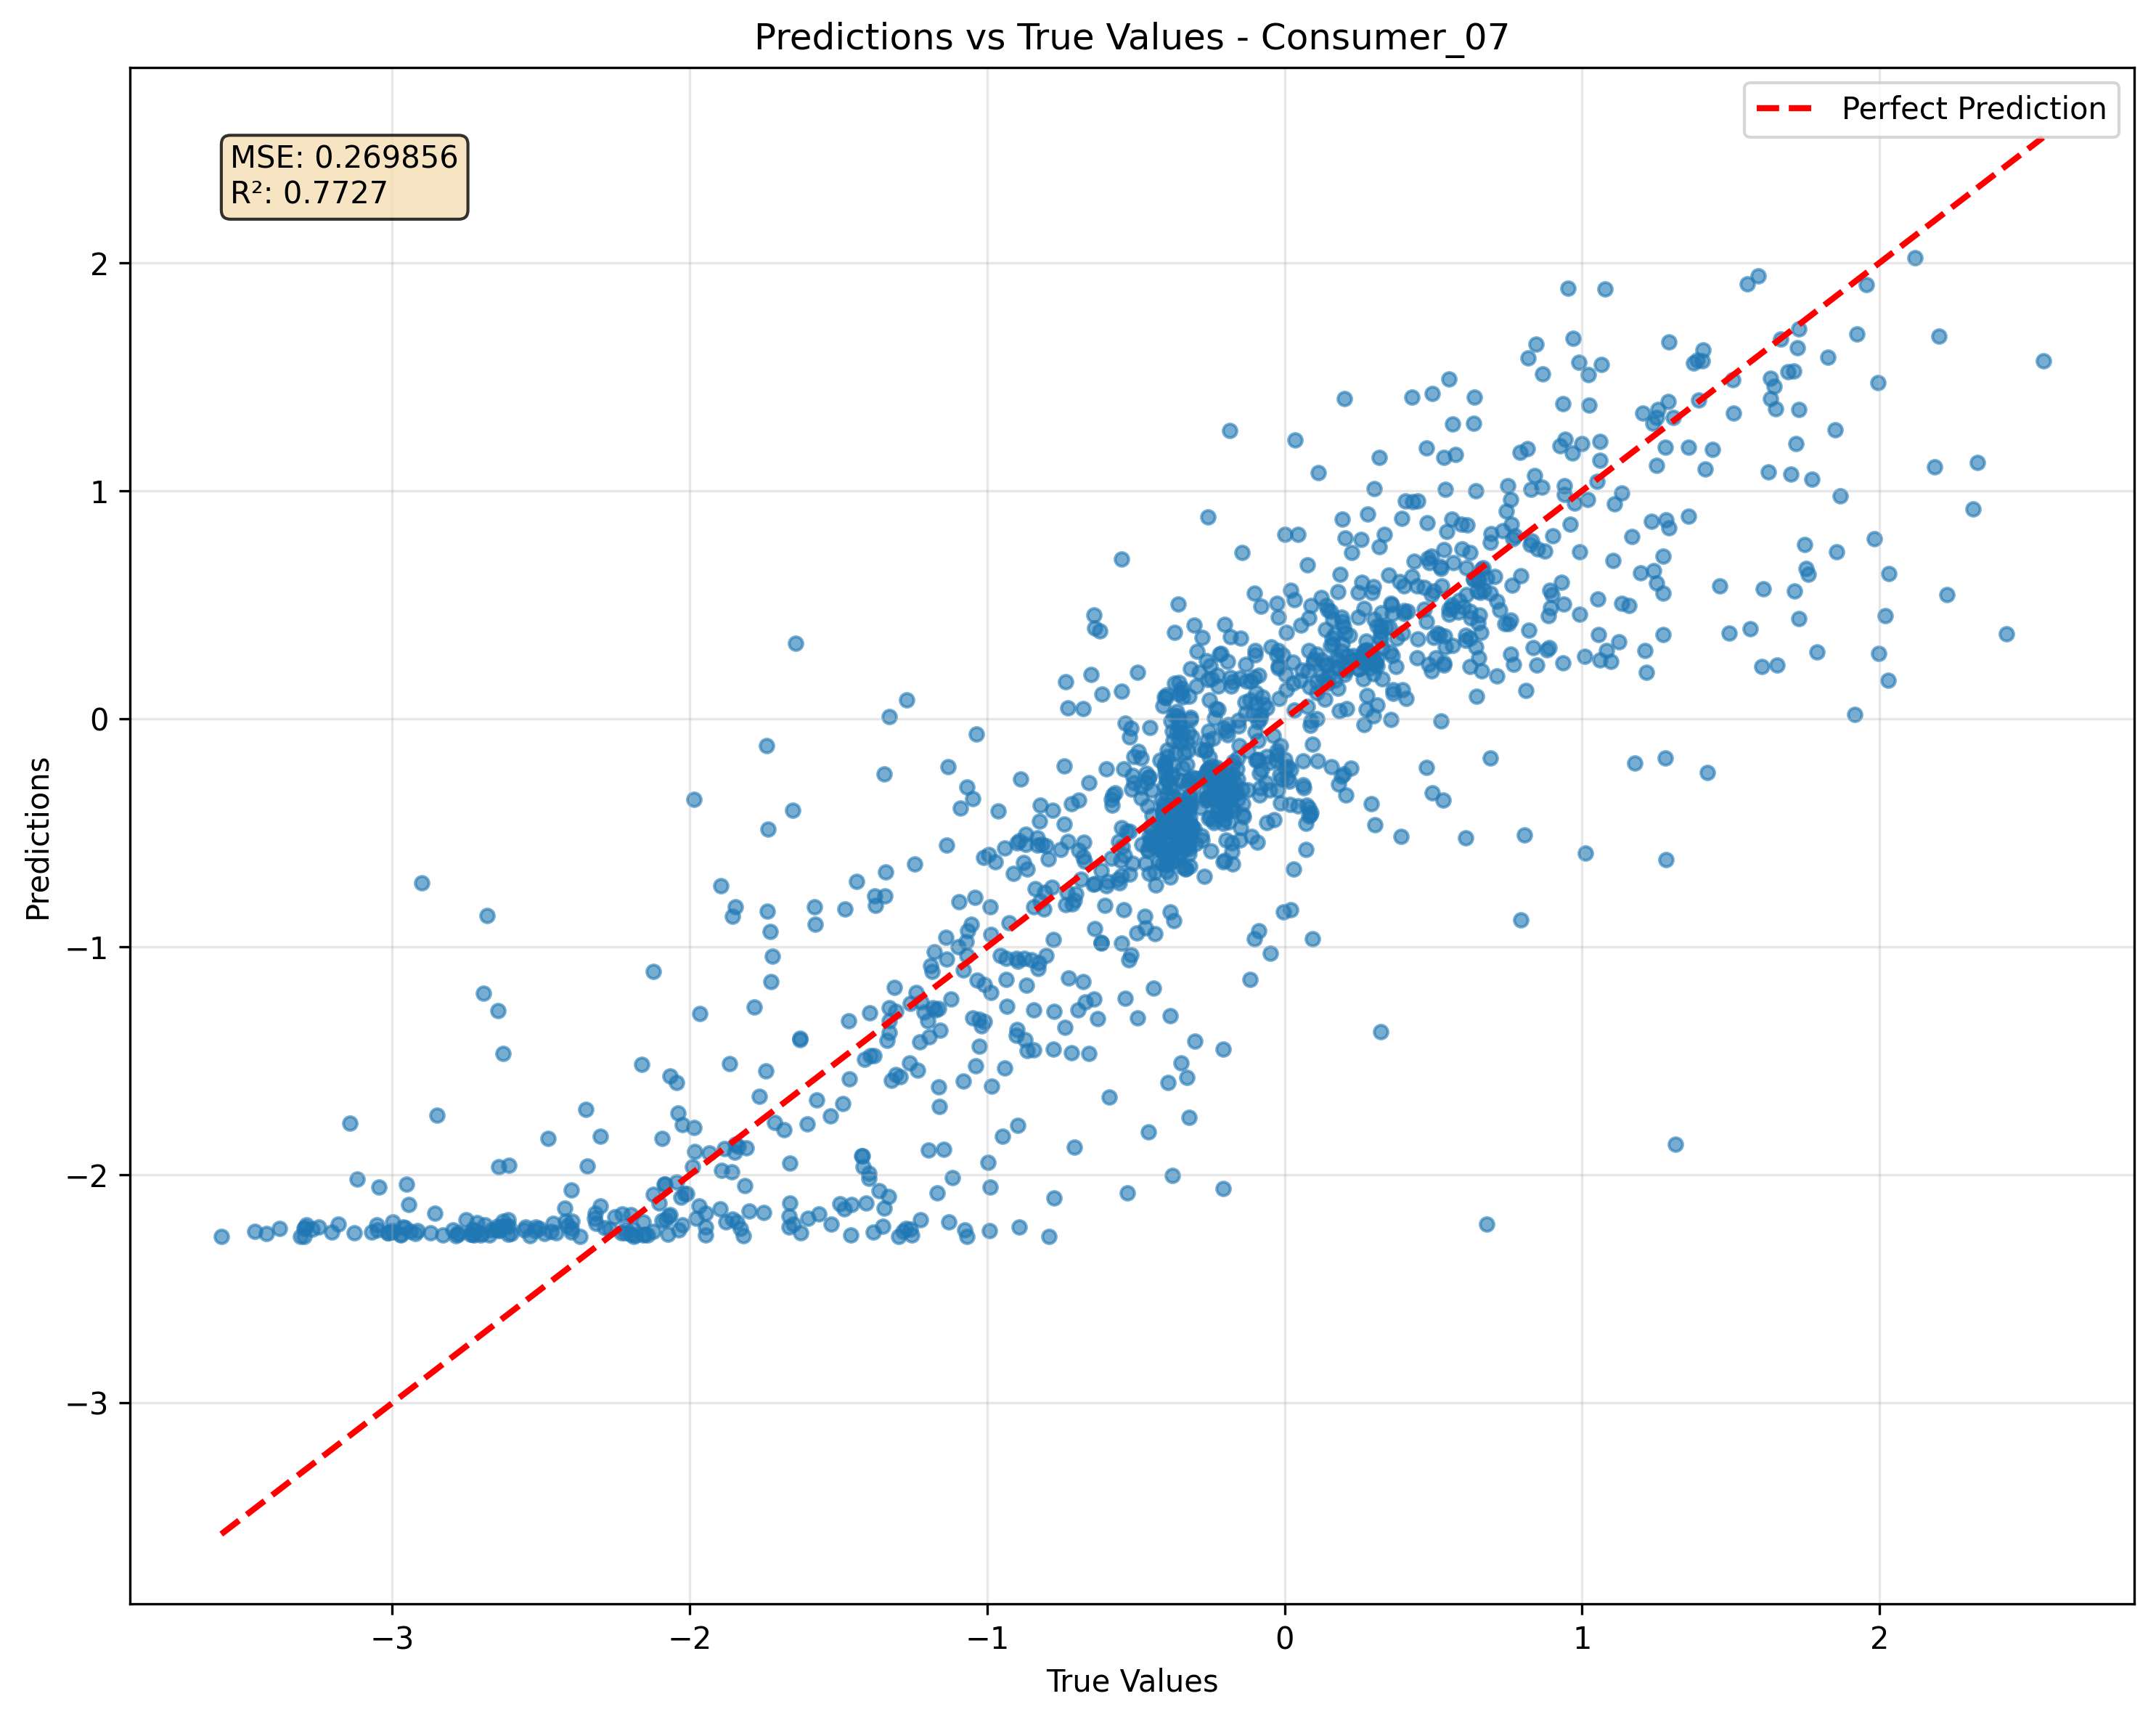 Predictions vs True Values - Consumer_07
Perfect Prediction
MSE: 0.269856
R²: 0.7727
2
1
0
−1
−2
−3
Predictions
−3
−2
−1
0
1
2
True Values